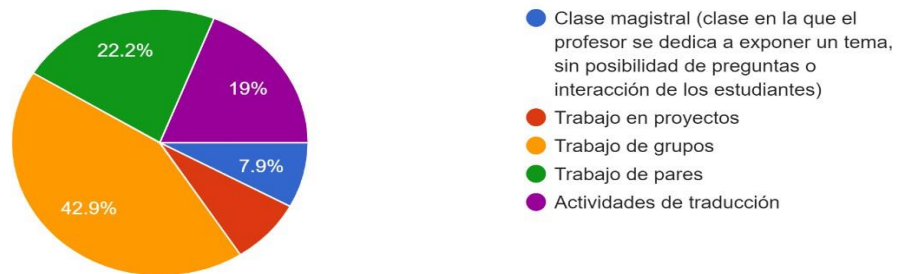 22.2%
19%
7.9%
42.9%
Clase magistral (clase en la que el
profesor se dedica a exponer un tema,
sin posibilidad de preguntas o
interacción de los estudiantes)
Trabajo en proyectos
Trabajo de grupos
Trabajo de pares
Actividades de traducción